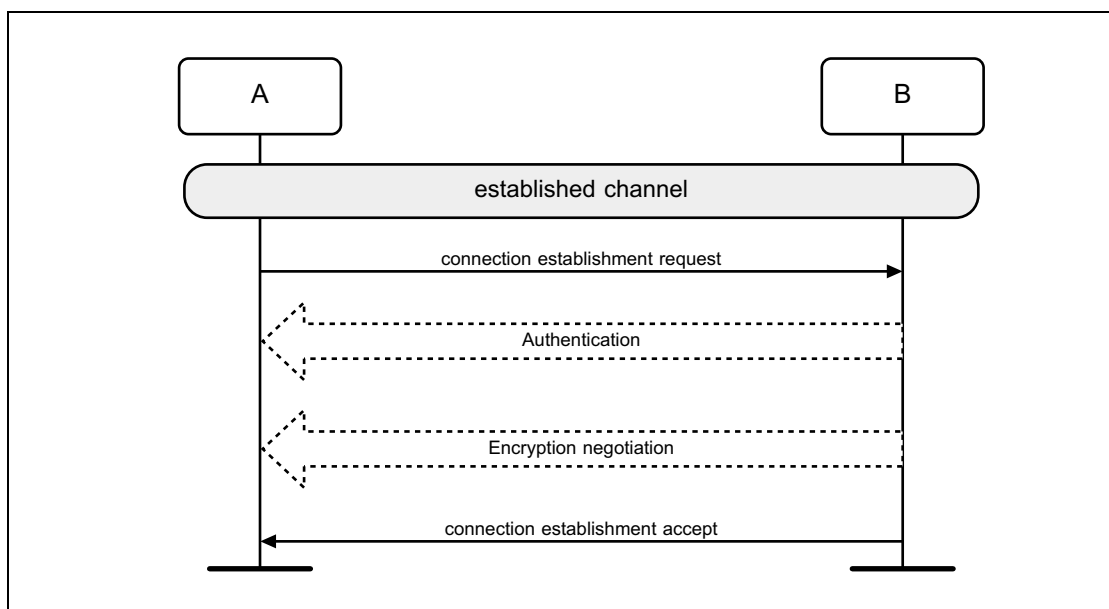 A
B
established channel
connection establishment request
Authentication
Encryption negotiation
connection establishment accept